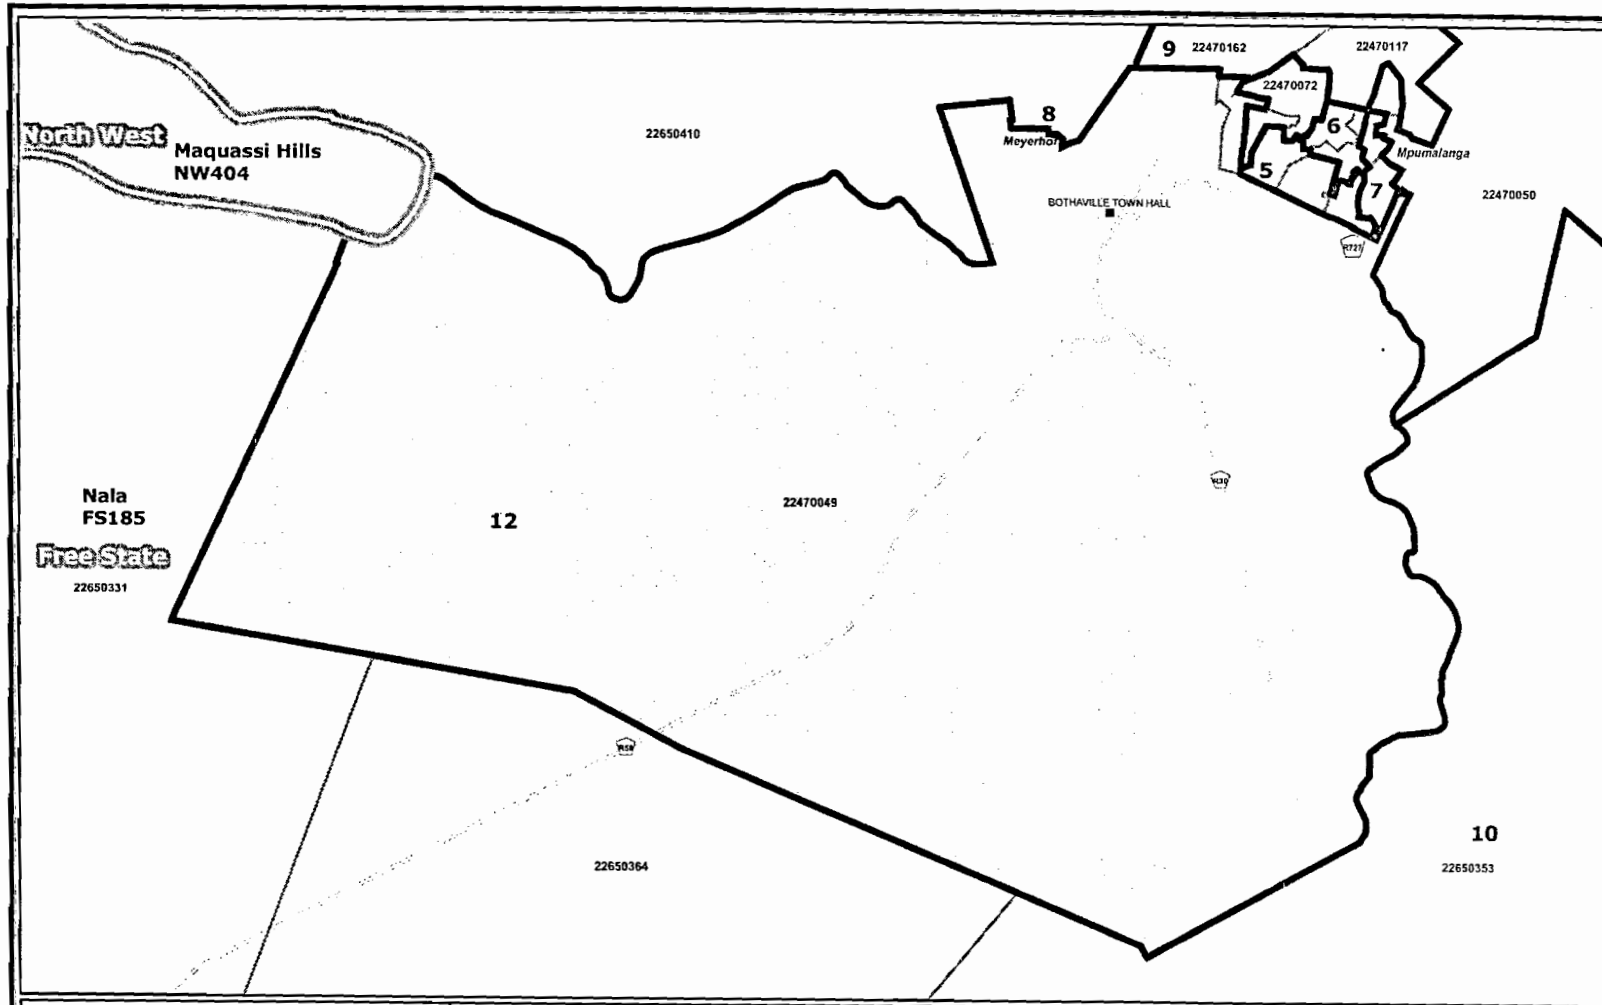 9 22470162
22470117
22470072
8
Meyerhof
22650410
6
North West
Maquassi Hills
NW404
Mpumalanga
5
7
22470050
BOTHAVILLE TOWN HALL
R727
R30
Nala
FS185
12
22470049
Free State
22650331
R59
10
22650364
22650353